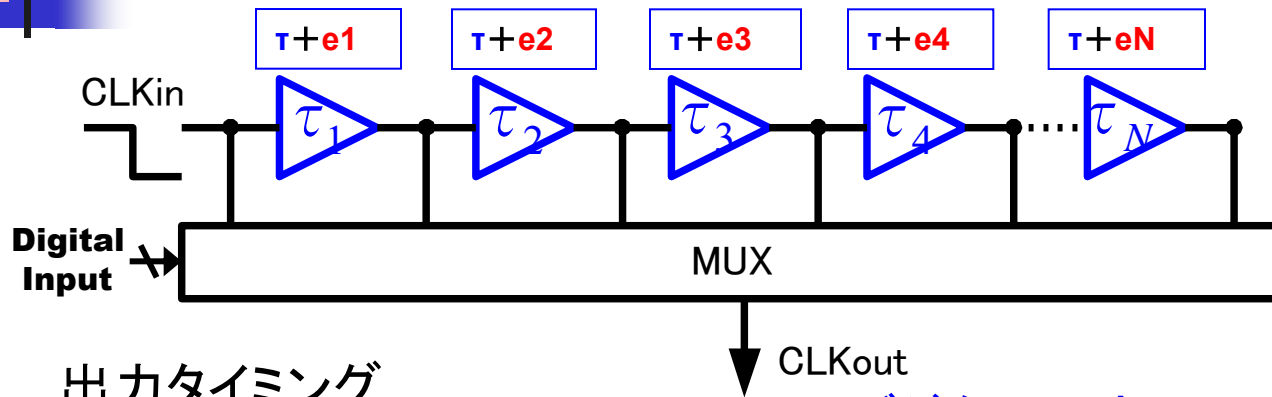 τ+e1 τ+e2 τ+e3 τ+e4 τ+eN
CLKin
τ1 τ2 τ3 τ4 τN
Digital
Input
MUX
CLKout
出力タイミング